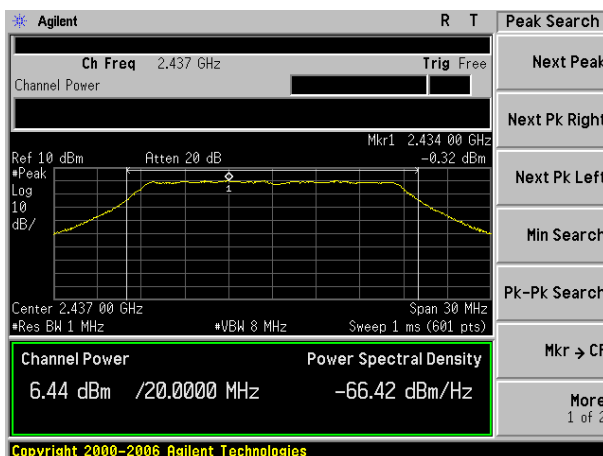 Agilent R T Peak Search
Ch Freq 2.437 GHz Trig Free
Channel Power
Mkr1 2.434 00 GHz
Ref 10 dBm Atten 20 dB -0.32 dBm
#Peak
Log
10
dB/
1
Center 2.437 00 GHz Span 30 MHz
#Res BW 1 MHz #VBW 8 MHz Sweep 1 ms (601 pts)
Channel Power Power Spectral Density
6.44 dBm /20.0000 MHz -66.42 dBm/Hz
Copyright 2000-2006 Agilent Technologies
Next Peak
Next Pk Right
Next Pk Left
Min Search
Pk-Pk Search
Mkr → CF
More
1 of 2